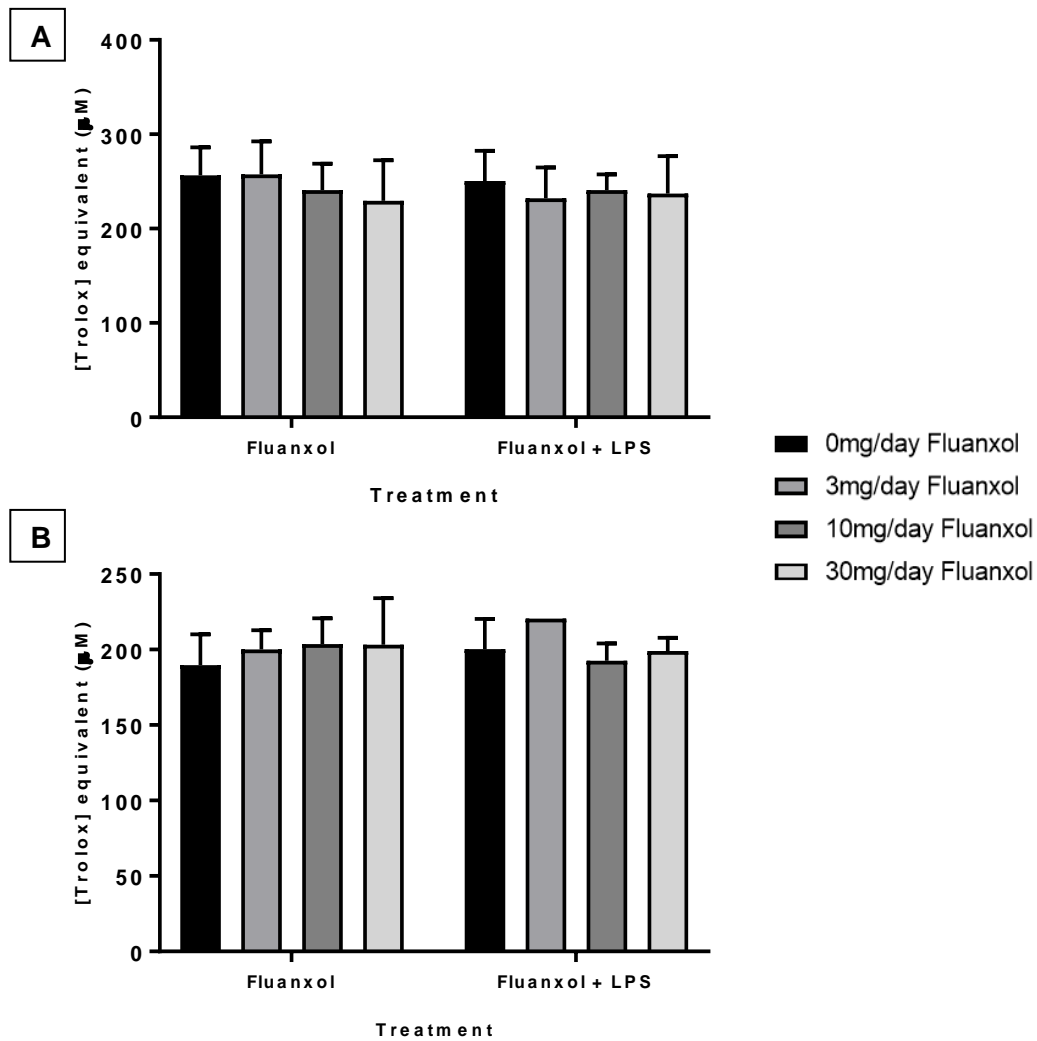 A
400
300
200
100
0
[Trolox] equivalent (µM)
Fluanxol
Fluanxol + LPS
Treatment
0mg/day Fluanxol
3mg/day Fluanxol
10mg/day Fluanxol
30mg/day Fluanxol
B
250
200
150
100
50
0
[Trolox] equivalent (µM)
Fluanxol
Fluanxol + LPS
Treatment